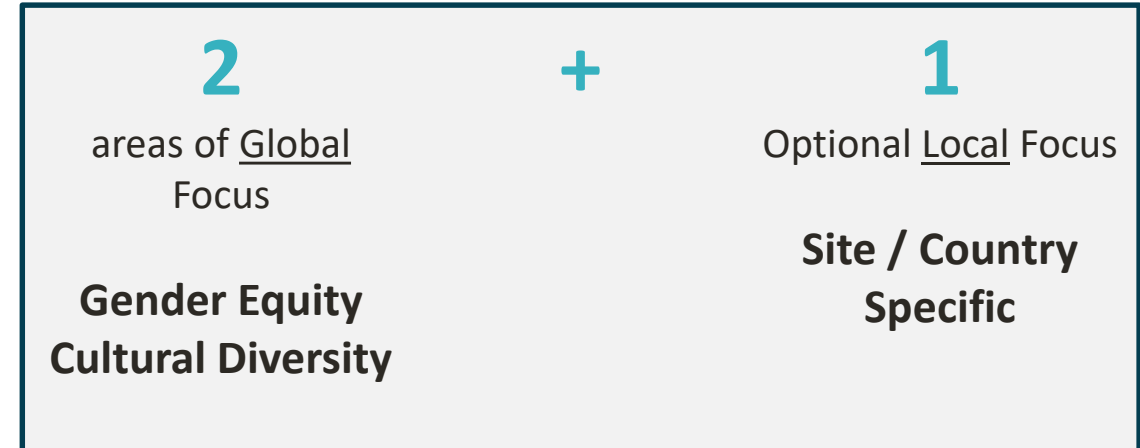 2
areas of Global
Focus
Gender Equity
Cultural Diversity
+
1
Optional Local Focus
Site / Country
Specific